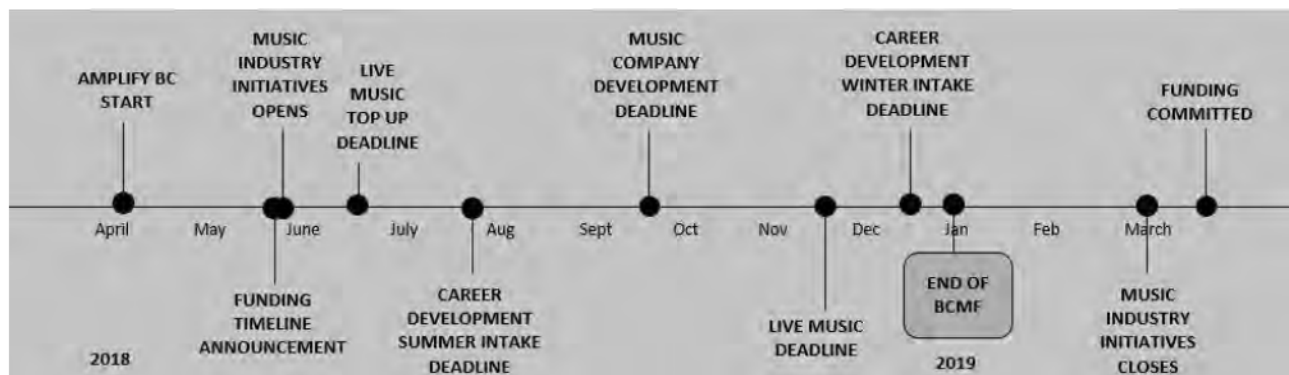 AMPLIFY BC
START
MUSIC
INDUSTRY
INITIATIVES
OPENS
LIVE
MUSIC
TOP UP
DEADLINE
MUSIC
COMPANY
DEVELOPMENT
DEADLINE
CAREER
DEVELOPMENT
WINTER INTAKE
DEADLINE
FUNDING
COMMITTED
April May June July Aug Sept Oct Nov Dec Jan Feb March
FUNDING
TIMELINE
ANNOUNCEMENT
CAREER
DEVELOPMENT
SUMMER INTAKE
DEADLINE
LIVE MUSIC
DEADLINE
END OF
BCMF
MUSIC
INDUSTRY
INITIATIVES
CLOSES
2018
2019